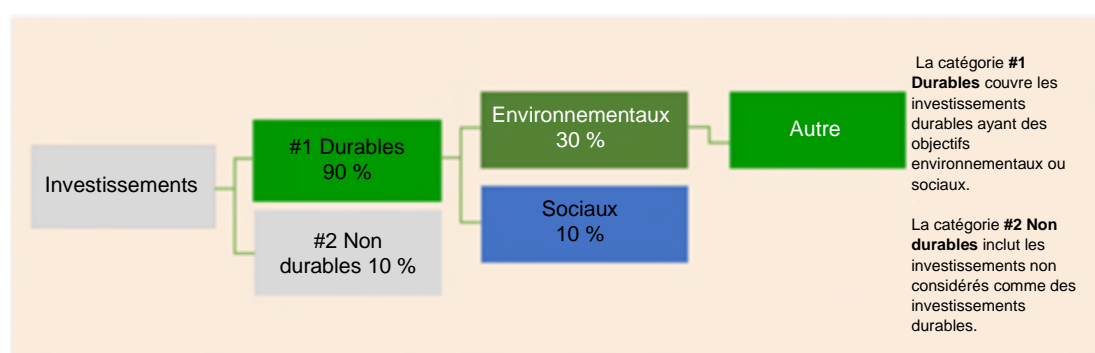 Investissements
#1 Durables
90 %
#2 Non
durables 10 %
Environnementaux
30 %
Sociaux
10 %
Autre
La catégorie #1
Durables couvre les
investissements
durables ayant des
objectifs
environnementaux ou
sociaux.
La catégorie #2 Non
durables inclut les
investissements non
considérés comme des
investissements
durables.